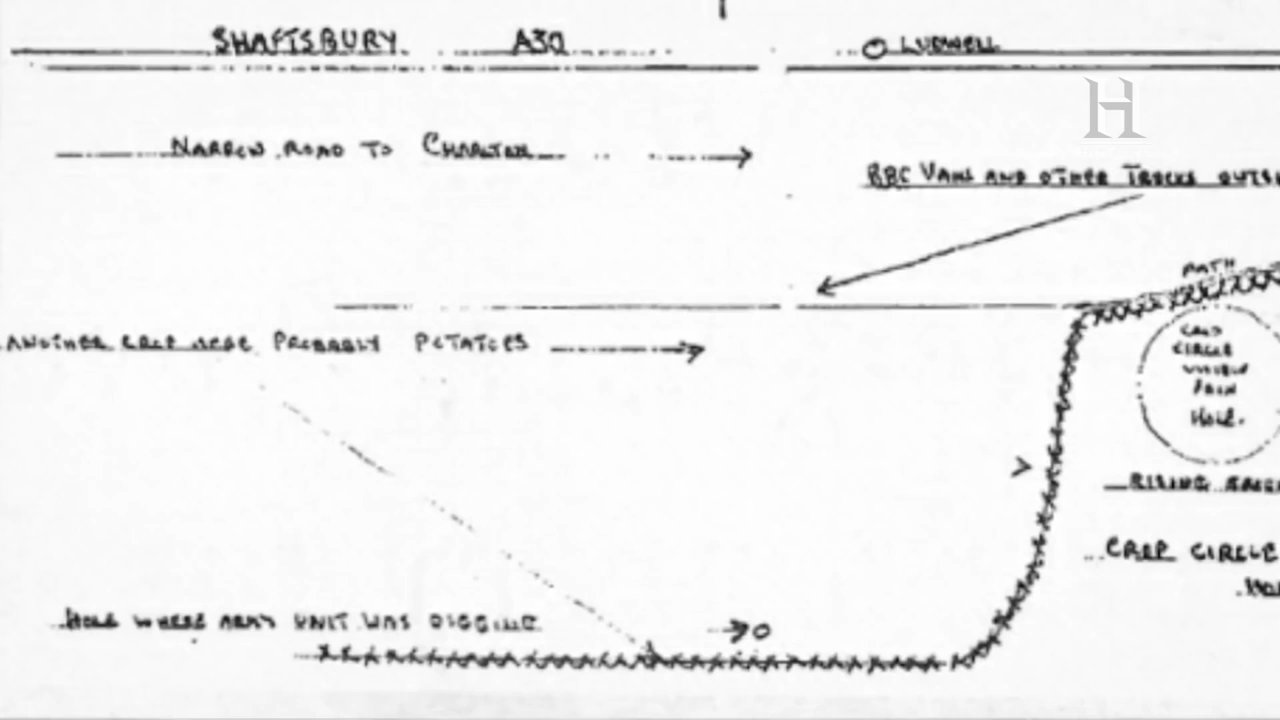 SHAFTSBURY A30
LUDWELL
H
NARROW ROAD TO CHARLTON
BBC VANS AND OTHER TRUCKS
PATH
ANOTHER CROP HERE PROBABLY POTATOES
CIRCLE
HOLE.
RISING
CROP CIRCLE
HOLE WHERE ARMY UNIT WAS DIGGING